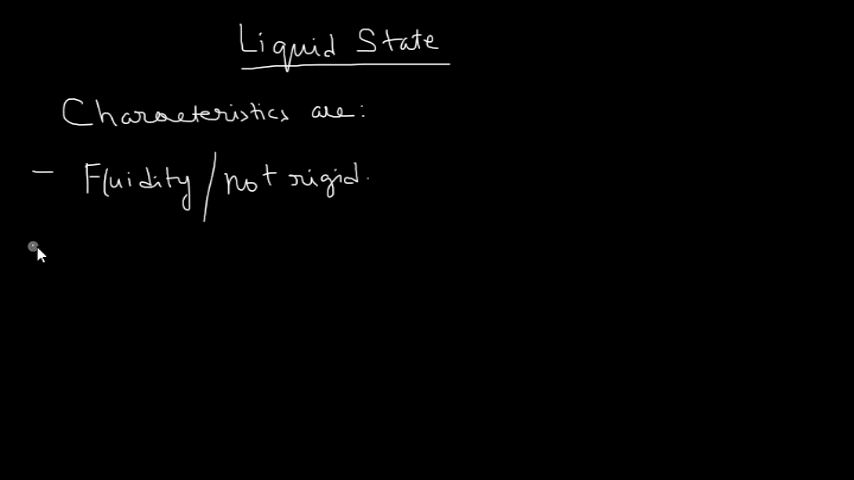 Liquid State
Characteristics are:
— Fluidity / not rigid.